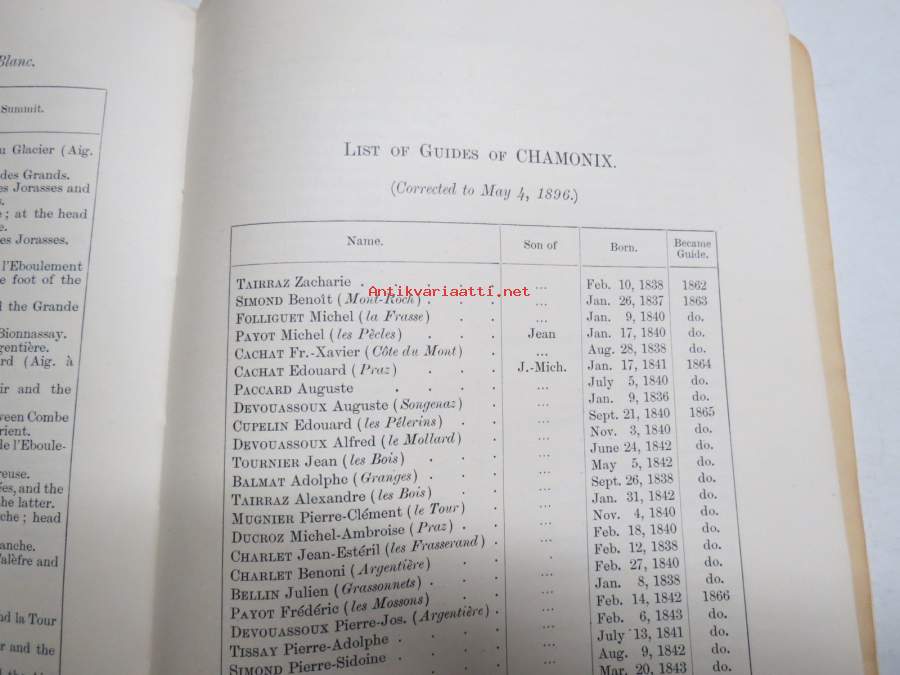 Blanc.
Summit.
u Glacier (Aig.
des Grands.
es Jorasses and
s.
e; at the head
e.
es Jorasses.
l'Eboulement
e foot of the
d the Grande
Bionnassay.
gentière.
rd (Aig. à
ir and the
ween Combe
rient.
de l'Eboule-
reuse.
ées, and the
he latter.
che; head
anche.
Talèfre and
nd la Tour
r and the
LIST OF GUIDES OF CHAMONIX.
(Corrected to May 4, 1896.)
Name. Son of Born. Became Guide.
TAIRRAZ Zacharie . . . . . ... Feb. 10, 1838 1862
Antikvariaatti.net
SIMOND Benoît (Mont-Roch) . . ... Jan. 26, 1837 1863
FOLLIGUET Michel (la Frasse) . . ... Jan. 9, 1840 do.
PAYOT Michel (les Pècles) . . Jean Jan. 17, 1840 do.
CACHAT Fr.-Xavier (Côte du Mont) . ... Aug. 28, 1838 do.
CACHAT Edouard (Praz) . . . J.-Mich. Jan. 17, 1841 1864
PACCARD Auguste . . . . ... July 5, 1840 do.
DEVOUASSOUX Auguste (Songenaz) . ... Jan. 9, 1836 do.
CUPELIN Edouard (les Pélerins) . . ... Sept. 21, 1840 1865
DEVOUASSOUX Alfred (le Mollard) . ... Nov. 3, 1840 do.
TOURNIER Jean (les Bois) . . . ... June 24, 1842 do.
BALMAT Adolphe (Granges) . . . ... May 5, 1842 do.
TAIRRAZ Alexandre (les Bois) . . ... Sept. 26, 1838 do.
MUGNIER Pierre-Clément (le Tour) . ... Jan. 31, 1842 do.
DUCROZ Michel-Ambroise (Praz) . . ... Nov. 4, 1840 do.
CHARLET Jean-Estéril (les Frasserand) . ... Feb. 18, 1840 do.
CHARLET Benoni (Argentière) . . . Feb. 12, 1838 do.
BELLIN Julien (Grassonnets) . . . ... Feb. 27, 1840 do.
PAYOT Frédéric (les Mossons) . . ... Jan. 8, 1838 do.
DEVOUASSOUX Pierre-Jos. (Argentière) . ... Feb. 14, 1842 1866
TISSAY Pierre-Adolphe . . . . ... Feb. 6, 1843 do.
SIMOND Pierre-Sidoine . . . . ... July 13, 1841 do.
Aug. 9, 1842 do.
Mar. 20, 1843 do.